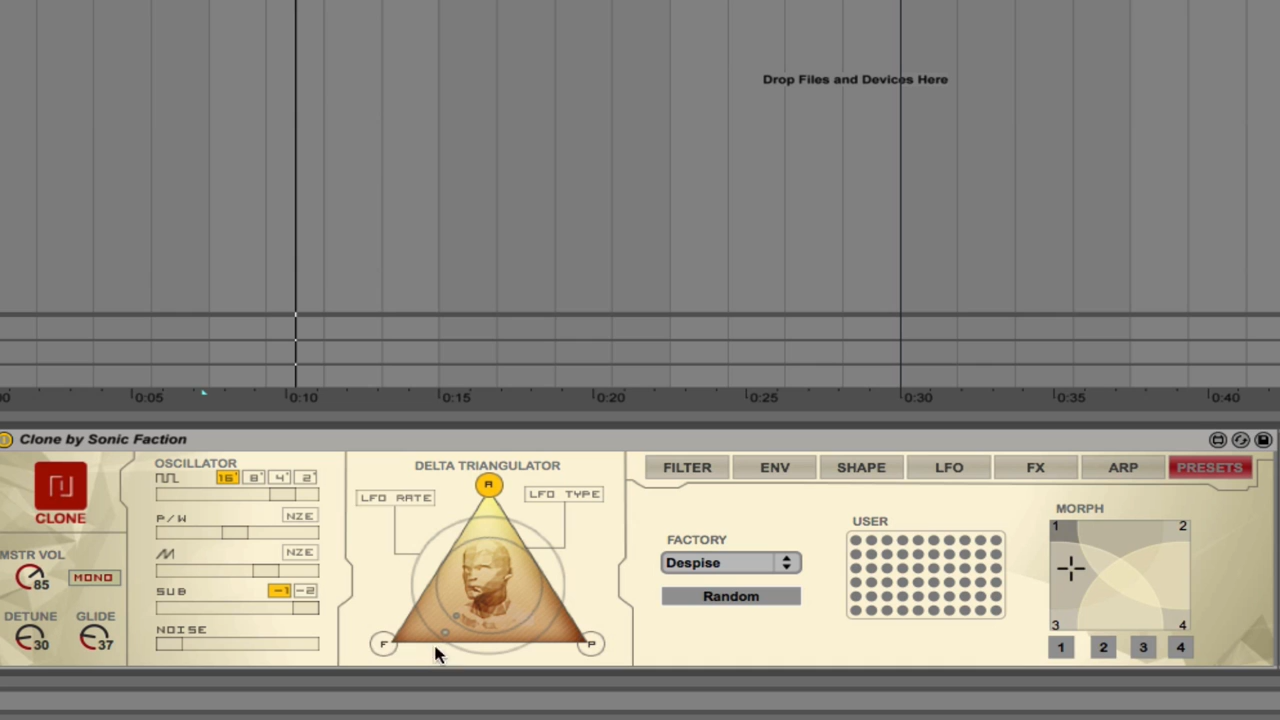 Drop Files and Devices Here
00 0:05 0:10 0:15 0:20 0:25 0:30 0:35 0:40
Clone by Sonic Faction
CLONE
MSTR VOL
85
MONO
DETUNE GLIDE
30 37
OSCILLATOR
16' 8' 4' 2'
P/W NZE
NZE
SUB -1 -2
NOISE
DELTA TRIANGULATOR
A
LFO RATE LFO TYPE
F P
FILTER ENV SHAPE LFO FX ARP PRESETS
FACTORY
Despise
Random
USER
MORPH
1 2
3 4
1 2 3 4